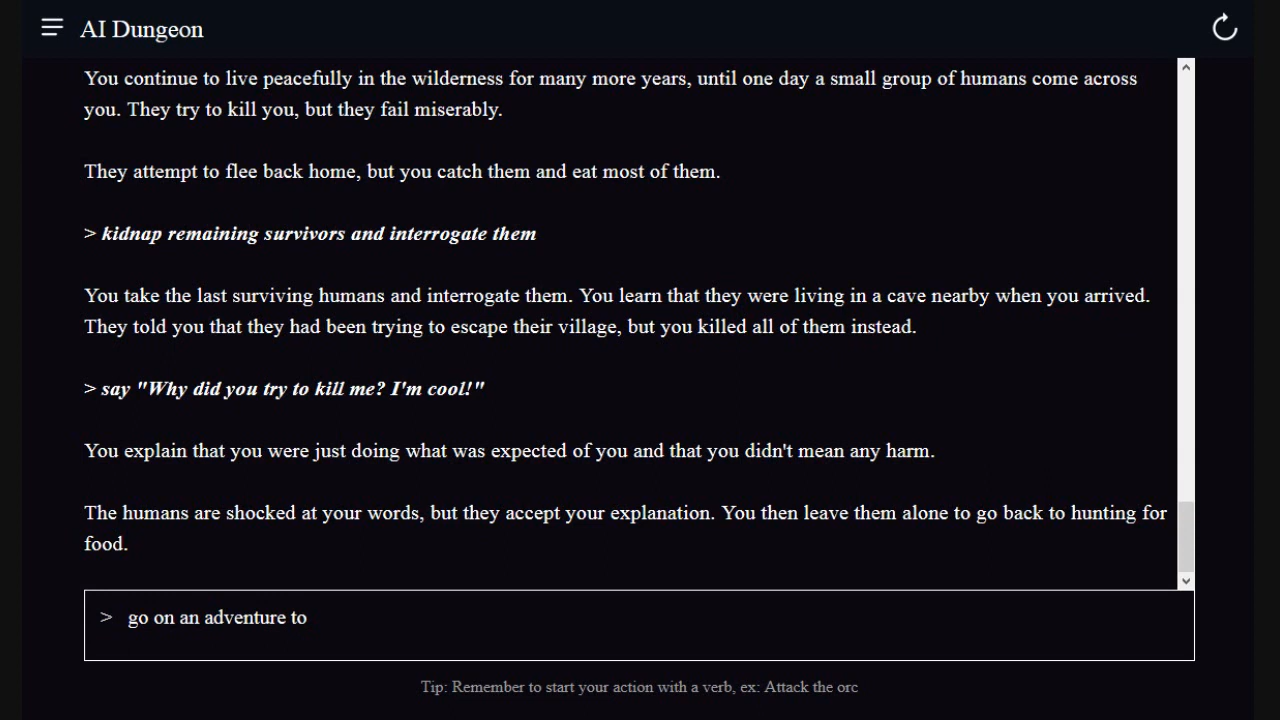 AI Dungeon
You continue to live peacefully in the wilderness for many more years, until one day a small group of humans come across
you. They try to kill you, but they fail miserably.
They attempt to flee back home, but you catch them and eat most of them.
> kidnap remaining survivors and interrogate them
You take the last surviving humans and interrogate them. You learn that they were living in a cave nearby when you arrived.
They told you that they had been trying to escape their village, but you killed all of them instead.
> say "Why did you try to kill me? I'm cool!"
You explain that you were just doing what was expected of you and that you didn't mean any harm.
The humans are shocked at your words, but they accept your explanation. You then leave them alone to go back to hunting for
food.
> go on an adventure to
Tip: Remember to start your action with a verb, ex: Attack the orc